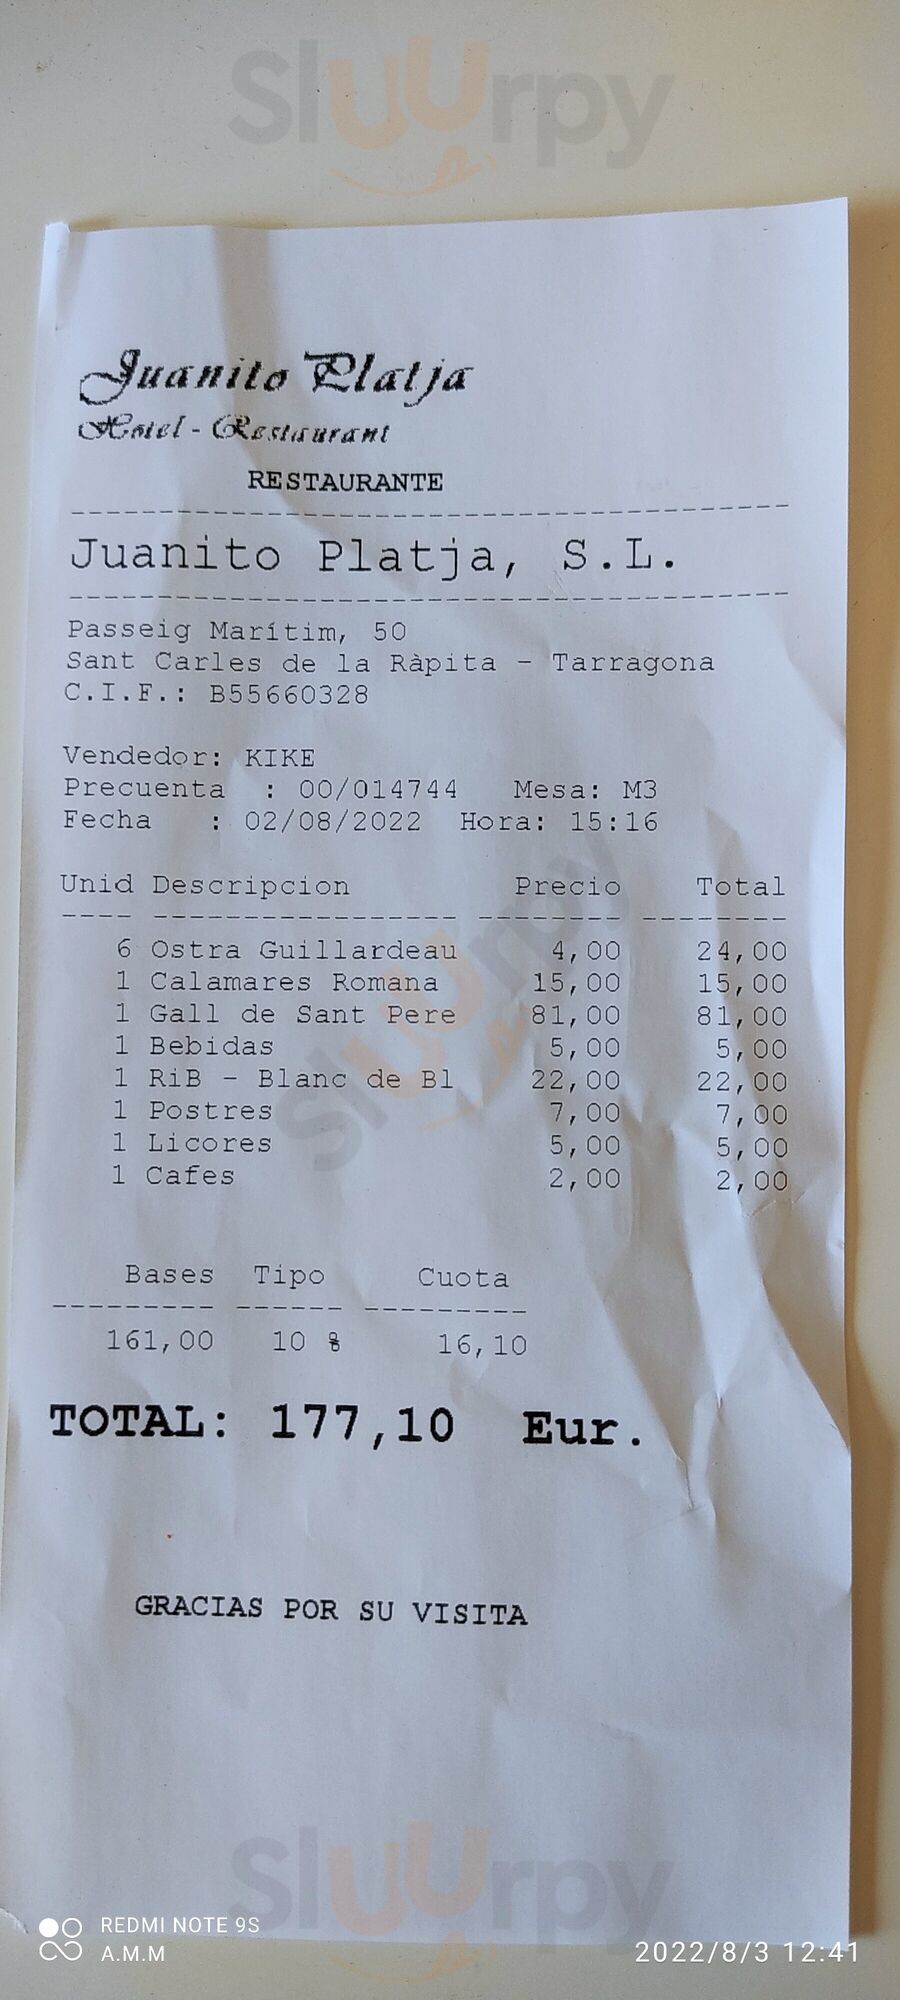 Sluurpy
Juanito Platja
Hotel - Restaurant
RESTAURANTE
Juanito Platja, S.L.
Passeig Marítim, 50
Sant Carles de la Ràpita - Tarragona
C.I.F.: B55660328
Vendedor: KIKE
Precuenta : 00/014744 Mesa: M3
Fecha : 02/08/2022 Hora: 15:16
Unid Descripcion Precio Total
6 Ostra Guillardeau 4,00 24,00
1 Calamares Romana 15,00 15,00
1 Gall de Sant Pere 81,00 81,00
1 Bebidas 5,00 5,00
1 RiB - Blanc de Bl 22,00 22,00
1 Postres 7,00 7,00
1 Licores 5,00 5,00
1 Cafes 2,00 2,00
Sluurpy
Bases Tipo Cuota
161,00 10 % 16,10
TOTAL: 177,10 Eur.
GRACIAS POR SU VISITA
Sluurpy
REDMI NOTE 9S
A.M.M
2022/8/3 12:41